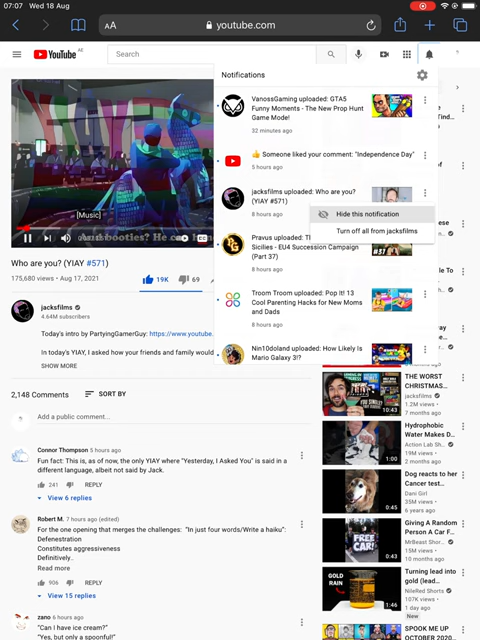 07:07 Wed 18 Aug
AA
youtube.com
YouTube AE
Search
Notifications
VanossGaming uploaded: GTA5
Funny Moments - The New Prop Hunt
Game Mode!
32 minutes ago
👍 Someone liked your comment: "Independence Day"
5 hours ago
jacksfilms uploaded: Who are you?
(YIAY #571)
8 hours ago
Hide this notification
Turn off all from jacksfilms
Pravus uploaded: Th
Sicilies - EU4 Succession Campaign
(Part 37)
#37
8 hours ago
Troom Troom uploaded: Pop It! 13
Cool Parenting Hacks for New Moms
and Dads
8 hours ago
Nin10doland uploaded: How Likely Is
Mario Galaxy 3!?
[Music]
CC
Who are you? (YIAY #571)
175,680 views • Aug 17, 2021
19K
69
jacksfilms
4.64M subscribers
Today's intro by PartyingGamerGuy: https://www.youtube.
In today's YIAY, I asked how your friends and family would
SHOW MORE
2,148 Comments
SORT BY
Add a public comment...
Connor Thompson 5 hours ago
Fun fact: This is, as of now, the only YIAY where "Yesterday, I Asked You" is said in a
different language, albeit not said by Jack.
241
REPLY
View 6 replies
Robert M. 7 hours ago (edited)
For the one opening that merges the challenges: "In just four words/Write a haiku":
Defenestration
Constitutes aggressiveness
Definitively..
Read more
906
REPLY
View 15 replies
zano 6 hours ago
"Can I have ice cream?"
"Yes, but only a spoonful!"
THE WORST
CHRISTMAS...
jacksfilms
1.2M views •
7 months ago
10:43
Hydrophobic
Water Makes D...
Action Lab Sh...
19M views •
2 months ago
1:00
Dog reacts to her
Cancer test...
Dani Girl
35M views •
6 years ago
0:45
Giving A Random
Person A Car F...
MrBeast Shor...
15M views •
10 months ago
FREE
CAR!
0:43
Turning lead into
gold (lead...
NileRed Shorts
107K views •
1 day ago
New
GOLD
RAIN
1:46
SPOOK ME UP
OCTOBER 2020...